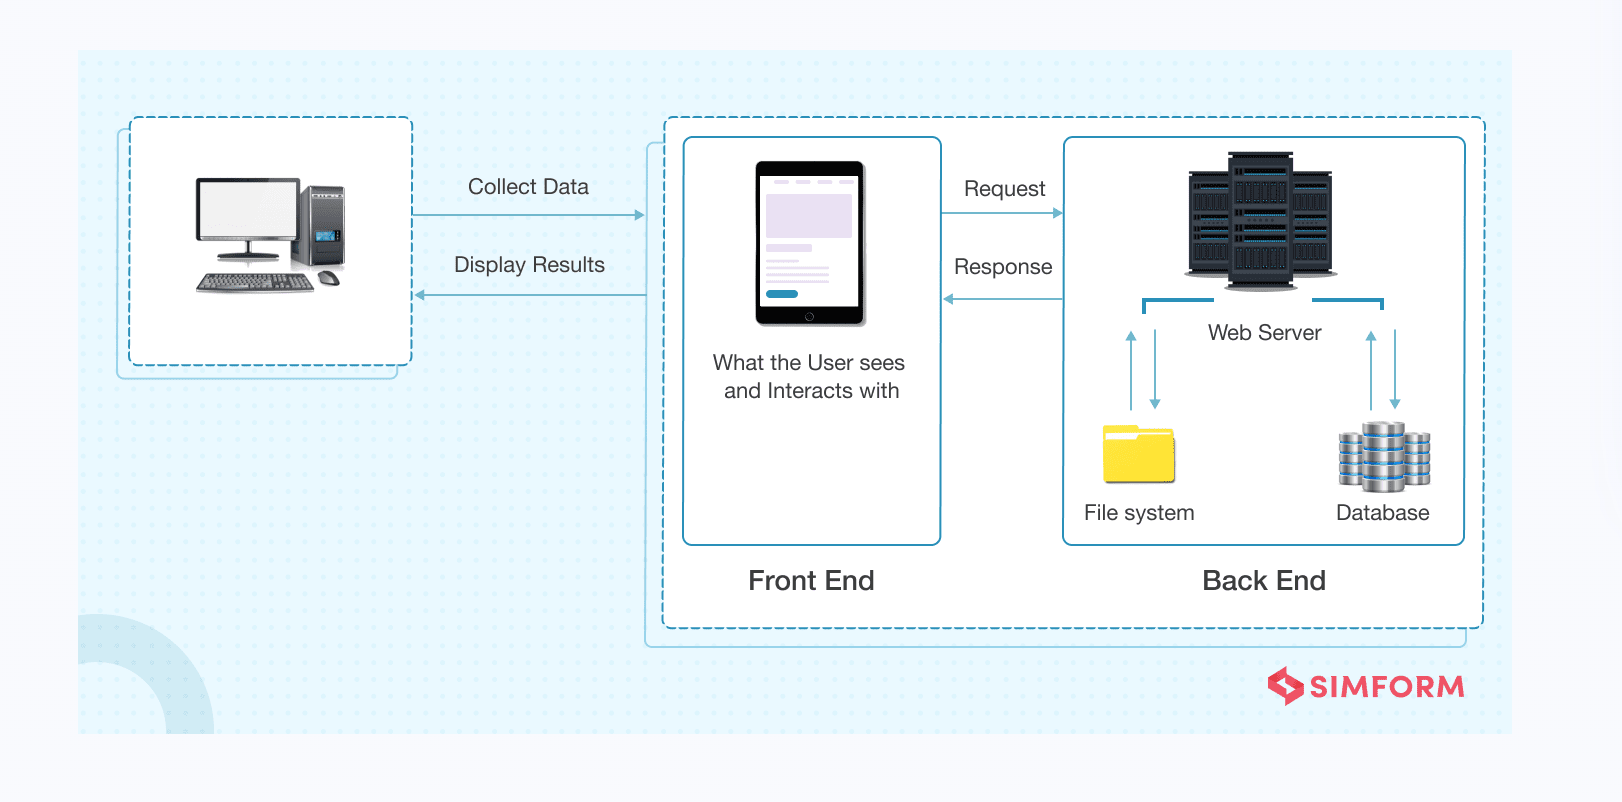 Collect Data
Display Results
What the User sees
and Interacts with
Front End
Request
Response
Web Server
File system
Database
Back End
SIMFORM